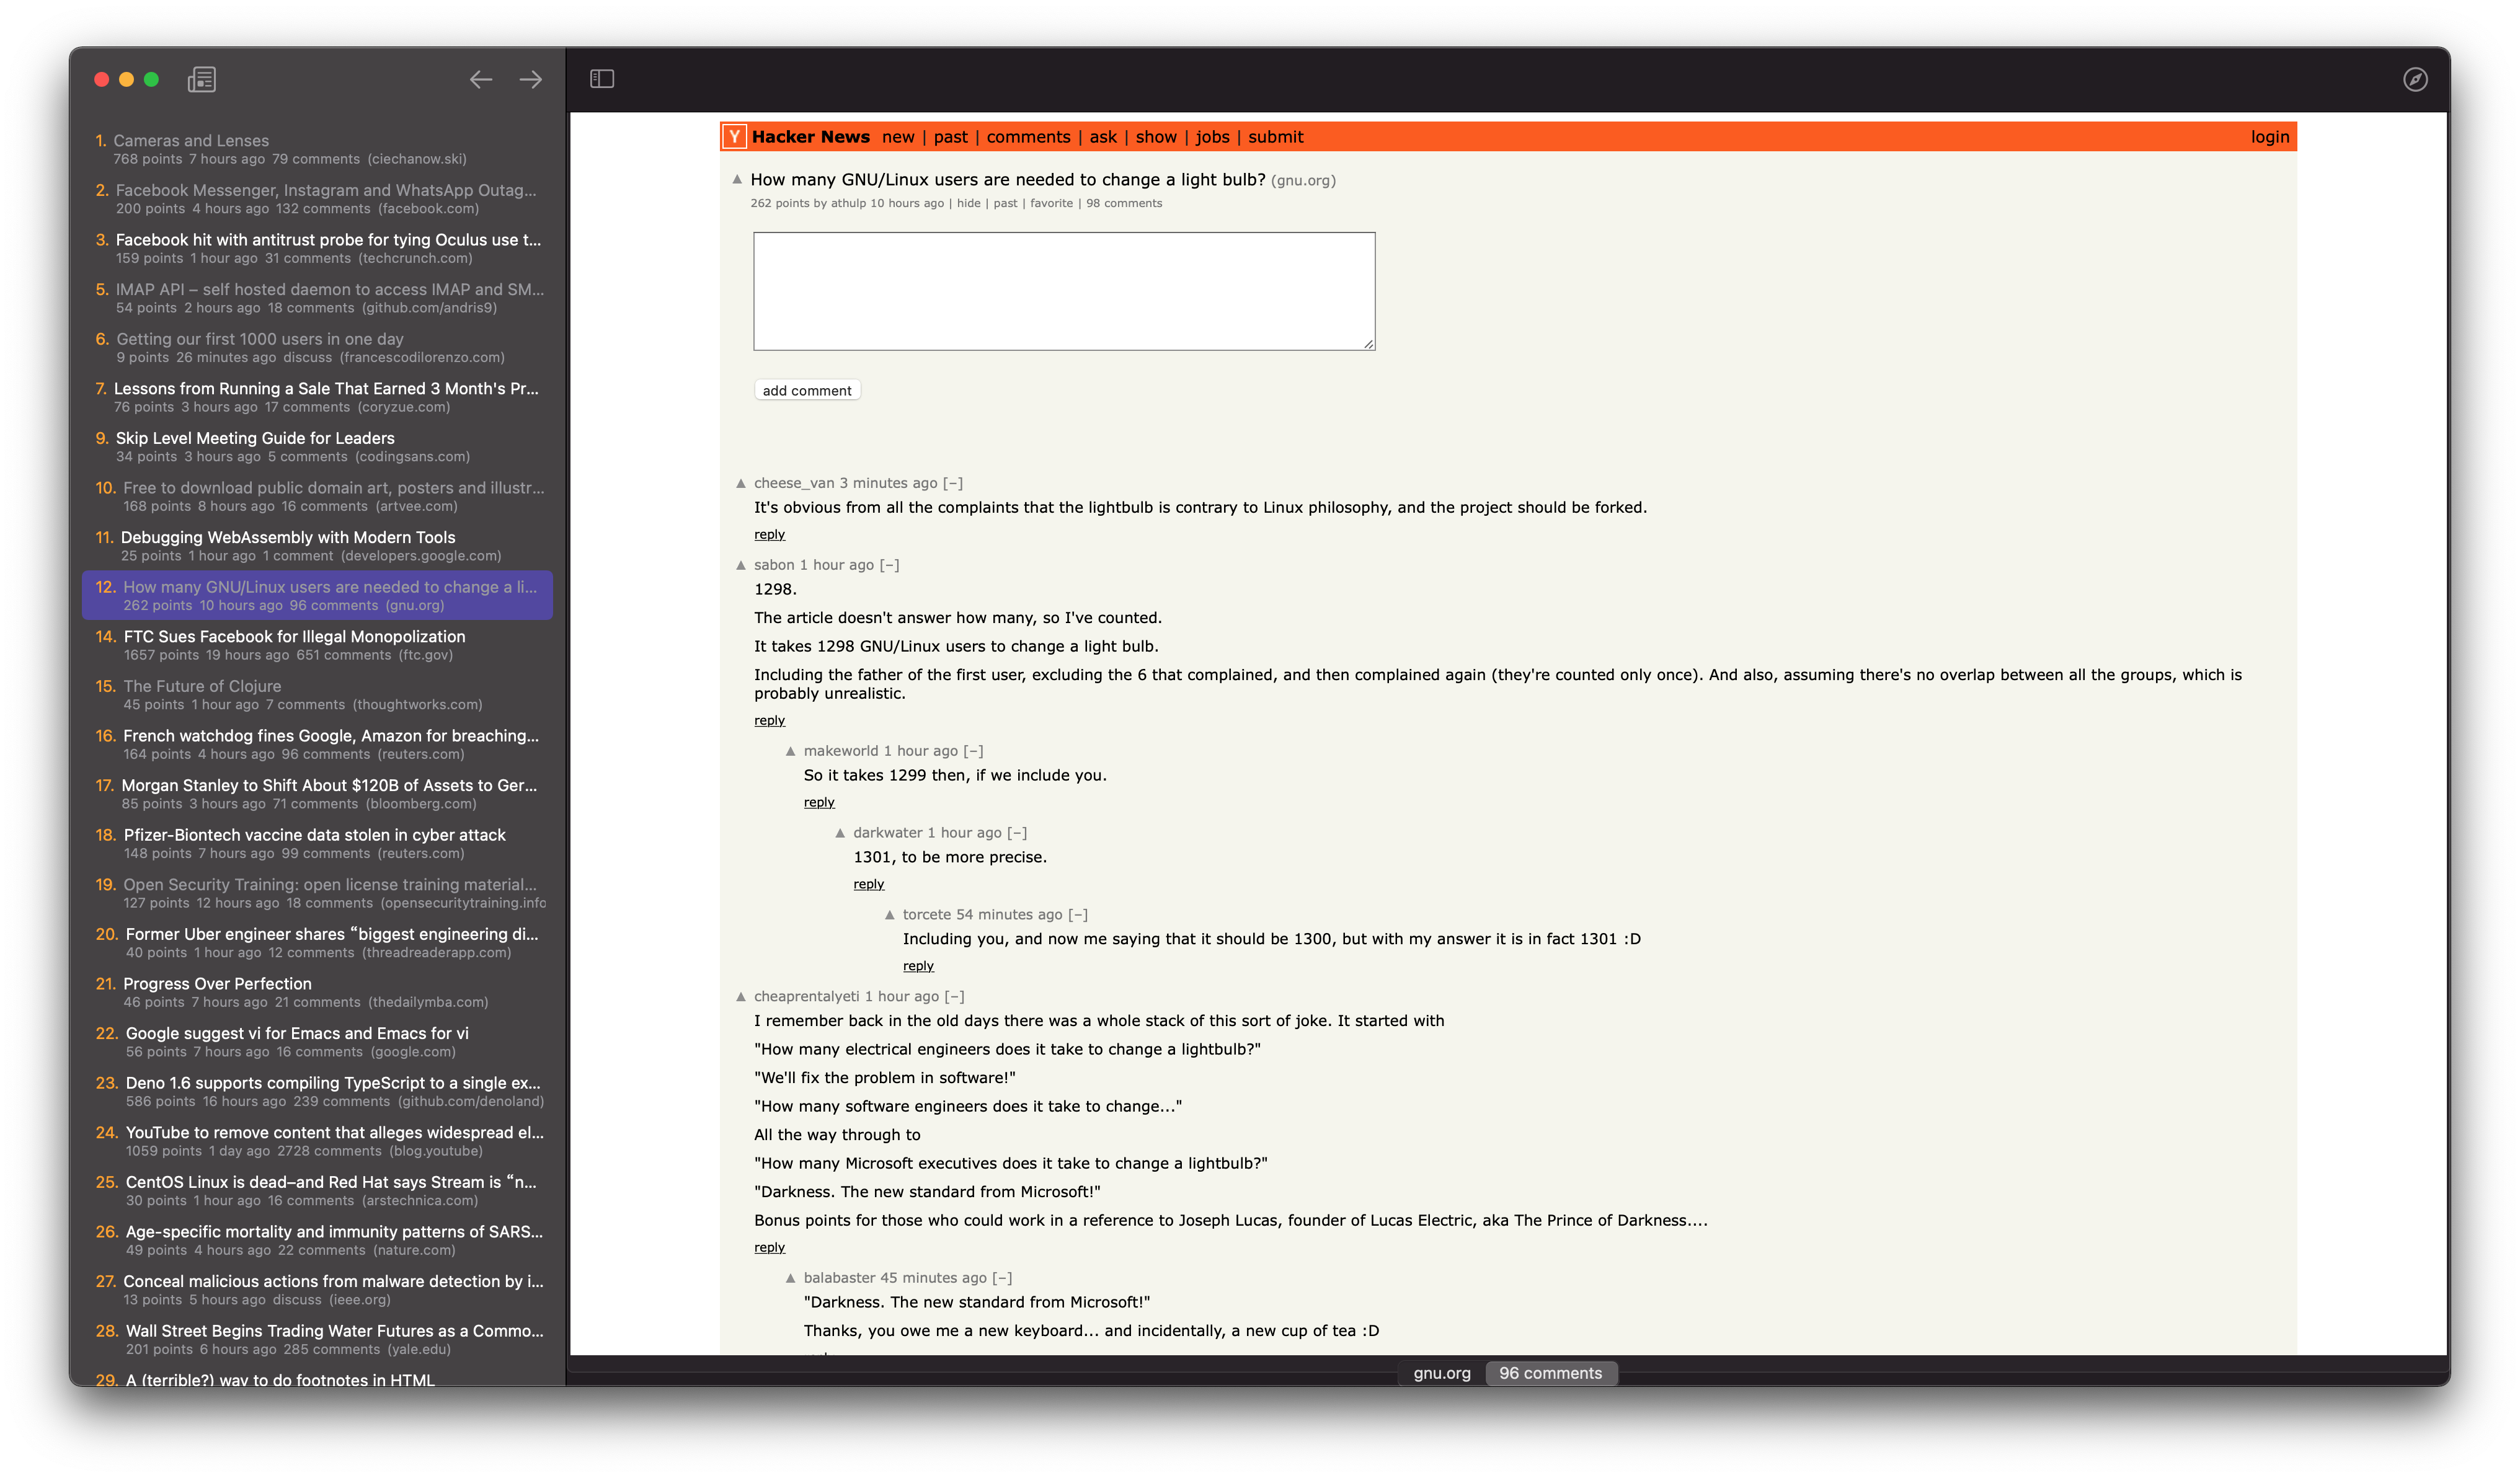 1. Cameras and Lenses
768 points 7 hours ago 79 comments (ciechanow.ski)
2. Facebook Messenger, Instagram and WhatsApp Outag...
200 points 4 hours ago 132 comments (facebook.com)
3. Facebook hit with antitrust probe for tying Oculus use t...
159 points 1 hour ago 31 comments (techcrunch.com)
5. IMAP API – self hosted daemon to access IMAP and SM...
54 points 2 hours ago 18 comments (github.com/andris9)
6. Getting our first 1000 users in one day
9 points 26 minutes ago discuss (francescodilorenzo.com)
7. Lessons from Running a Sale That Earned 3 Month's Pr...
76 points 3 hours ago 17 comments (coryzue.com)
9. Skip Level Meeting Guide for Leaders
34 points 3 hours ago 5 comments (codingsans.com)
10. Free to download public domain art, posters and illustr...
168 points 8 hours ago 16 comments (artvee.com)
11. Debugging WebAssembly with Modern Tools
25 points 1 hour ago 1 comment (developers.google.com)
12. How many GNU/Linux users are needed to change a li...
262 points 10 hours ago 96 comments (gnu.org)
14. FTC Sues Facebook for Illegal Monopolization
1657 points 19 hours ago 651 comments (ftc.gov)
15. The Future of Clojure
45 points 1 hour ago 7 comments (thoughtworks.com)
16. French watchdog fines Google, Amazon for breaching...
164 points 4 hours ago 96 comments (reuters.com)
17. Morgan Stanley to Shift About $120B of Assets to Ger...
85 points 3 hours ago 71 comments (bloomberg.com)
18. Pfizer-Biontech vaccine data stolen in cyber attack
148 points 7 hours ago 99 comments (reuters.com)
19. Open Security Training: open license training material...
127 points 12 hours ago 18 comments (opensecuritytraining.info
20. Former Uber engineer shares “biggest engineering di...
40 points 1 hour ago 12 comments (threadreaderapp.com)
21. Progress Over Perfection
46 points 7 hours ago 21 comments (thedailymba.com)
22. Google suggest vi for Emacs and Emacs for vi
56 points 7 hours ago 16 comments (google.com)
23. Deno 1.6 supports compiling TypeScript to a single ex...
586 points 16 hours ago 239 comments (github.com/denoland)
24. YouTube to remove content that alleges widespread el...
1059 points 1 day ago 2728 comments (blog.youtube)
25. CentOS Linux is dead—and Red Hat says Stream is “n...
30 points 1 hour ago 16 comments (arstechnica.com)
26. Age-specific mortality and immunity patterns of SARS...
49 points 4 hours ago 22 comments (nature.com)
27. Conceal malicious actions from malware detection by i...
13 points 5 hours ago discuss (ieee.org)
28. Wall Street Begins Trading Water Futures as a Commo...
201 points 6 hours ago 285 comments (yale.edu)
29. A (terrible?) way to do footnotes in HTML
Y Hacker News new | past | comments | ask | show | jobs | submit login
▲ How many GNU/Linux users are needed to change a light bulb? (gnu.org)
262 points by athulp 10 hours ago | hide | past | favorite | 98 comments
add comment
▲ cheese_van 3 minutes ago [–]
It's obvious from all the complaints that the lightbulb is contrary to Linux philosophy, and the project should be forked.
reply
▲ sabon 1 hour ago [–]
1298.
The article doesn't answer how many, so I've counted.
It takes 1298 GNU/Linux users to change a light bulb.
Including the father of the first user, excluding the 6 that complained, and then complained again (they're counted only once). And also, assuming there's no overlap between all the groups, which is
probably unrealistic.
reply
▲ makeworld 1 hour ago [–]
So it takes 1299 then, if we include you.
reply
▲ darkwater 1 hour ago [–]
1301, to be more precise.
reply
▲ torcete 54 minutes ago [–]
Including you, and now me saying that it should be 1300, but with my answer it is in fact 1301 :D
reply
▲ cheaprentalyeti 1 hour ago [–]
I remember back in the old days there was a whole stack of this sort of joke. It started with
"How many electrical engineers does it take to change a lightbulb?"
"We'll fix the problem in software!"
"How many software engineers does it take to change..."
All the way through to
"How many Microsoft executives does it take to change a lightbulb?"
"Darkness. The new standard from Microsoft!"
Bonus points for those who could work in a reference to Joseph Lucas, founder of Lucas Electric, aka The Prince of Darkness....
reply
▲ balabaster 45 minutes ago [–]
"Darkness. The new standard from Microsoft!"
Thanks, you owe me a new keyboard... and incidentally, a new cup of tea :D
gnu.org 96 comments